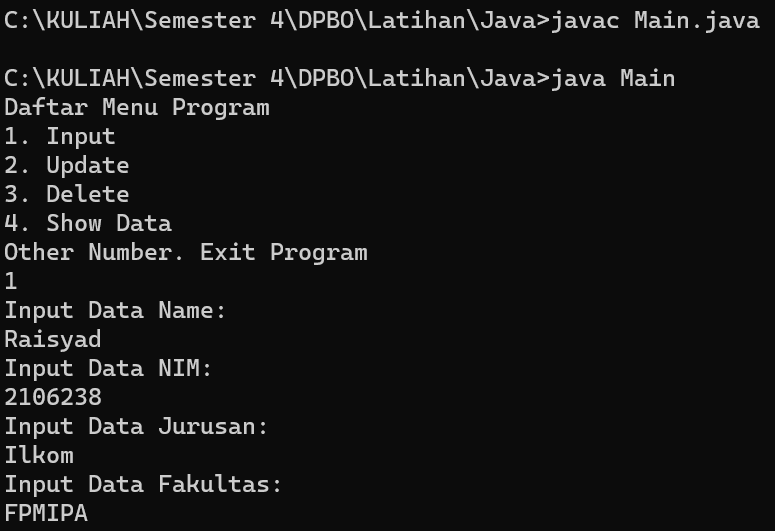 C:\KULIAH\Semester 4\DPBO\Latihan\Java>javac Main.java
C:\KULIAH\Semester 4\DPBO\Latihan\Java>java Main
Daftar Menu Program
1. Input
2. Update
3. Delete
4. Show Data
Other Number. Exit Program
1
Input Data Name:
Raisyad
Input Data NIM:
2106238
Input Data Jurusan:
Ilkom
Input Data Fakultas:
FPMIPA